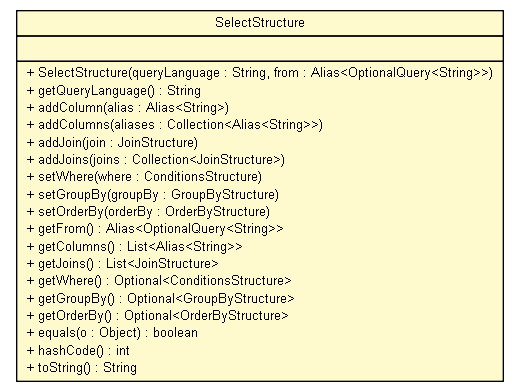 SelectStructure
+ SelectStructure(queryLanguage : String, from : Alias<OptionalQuery<String>>)
+ getQueryLanguage() : String
+ addColumn(alias : Alias<String>)
+ addColumns(aliases : Collection<Alias<String>>)
+ addJoin(join : JoinStructure)
+ addJoins(joins : Collection<JoinStructure>)
+ setWhere(where : ConditionsStructure)
+ setGroupBy(groupBy : GroupByStructure)
+ setOrderBy(orderBy : OrderByStructure)
+ getFrom() : Alias<OptionalQuery<String>>
+ getColumns() : List<Alias<String>>
+ getJoins() : List<JoinStructure>
+ getWhere() : Optional<ConditionsStructure>
+ getGroupBy() : Optional<GroupByStructure>
+ getOrderBy() : Optional<OrderByStructure>
+ equals(o : Object) : boolean
+ hashCode() : int
+ toString() : String